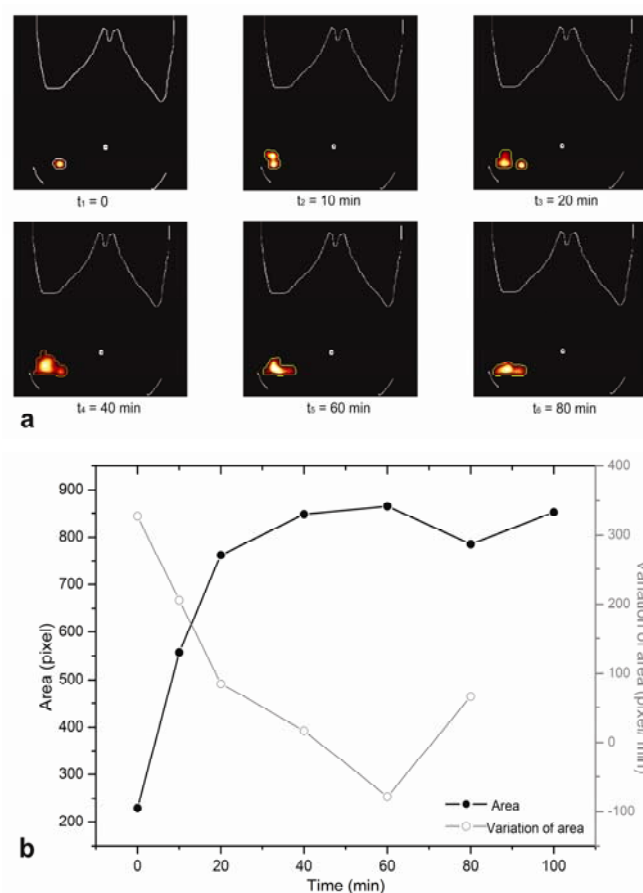 t₁ = 0
t₂ = 10 min
t₃ = 20 min
t₄ = 40 min
t₅ = 60 min
t₆ = 80 min
a
900
800
700
600
500
400
300
200
Area (pixel)
400
300
200
100
0
-100
Variation of area (pixel/ min)
Area
Variation of area
b
0 20 40 60 80 100
Time (min)